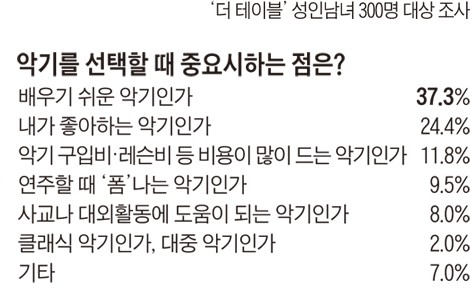 ‘더 테이블’ 성인남녀 300명 대상 조사
악기를 선택할 때 중요시하는 점은?
배우기 쉬운 악기인가 37.3%
내가 좋아하는 악기인가 24.4%
악기 구입비·레슨비 등 비용이 많이 드는 악기인가 11.8%
연주할 때 ‘폼’나는 악기인가 9.5%
사교나 대외활동에 도움이 되는 악기인가 8.0%
클래식 악기인가, 대중 악기인가 2.0%
기타 7.0%